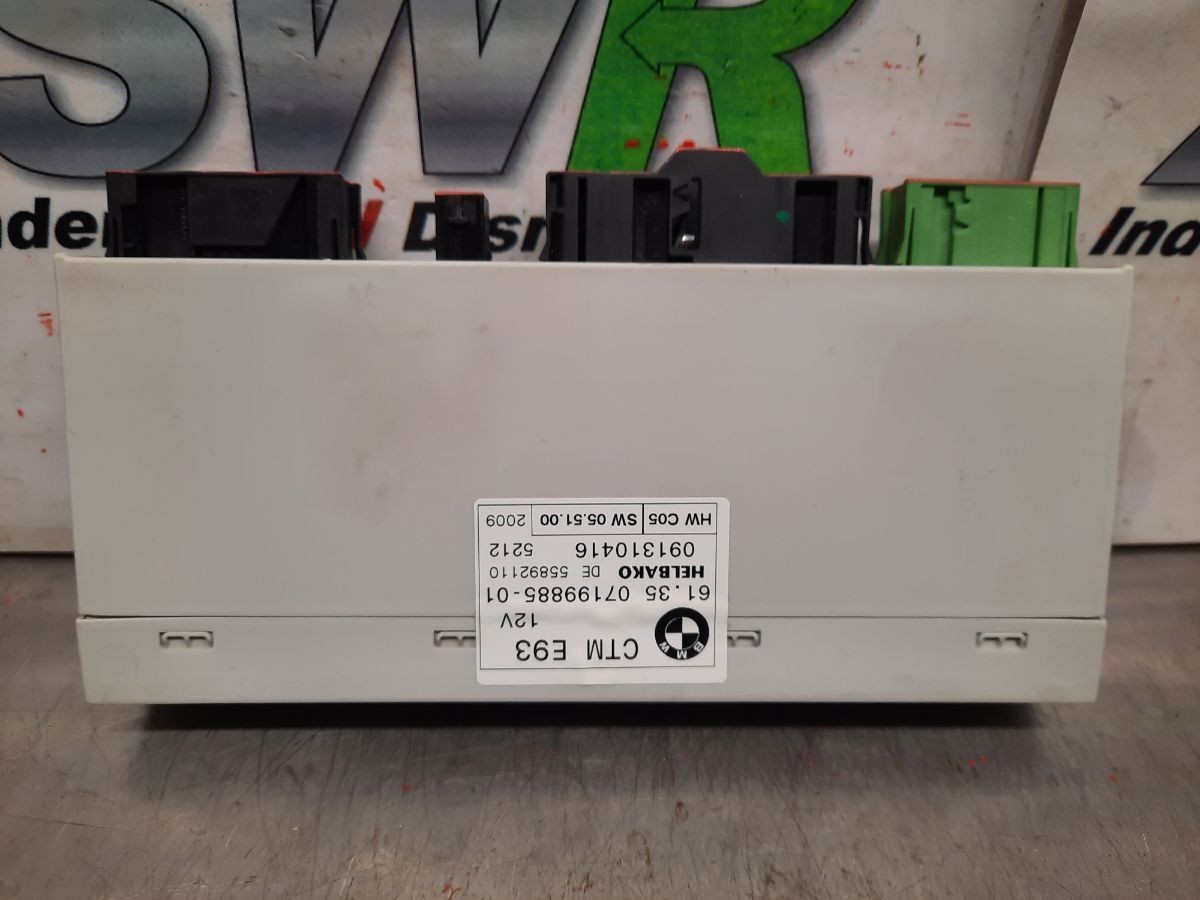 SWR
CTM E93
12V
BMW
61.35 07199885-01
HELBAKO DE 55892110
091310416 5212
HW C05 SW 05.51.00 2009